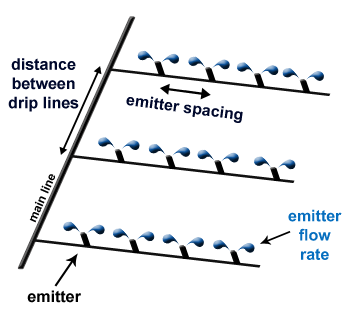 distance
between
drip lines
emitter spacing
main line
emitter
flow
rate
emitter